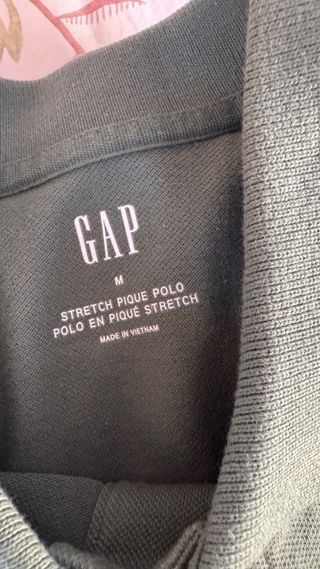 GAP
M
STRETCH PIQUE POLO
POLO EN PIQUÉ STRETCH
MADE IN VIETNAM